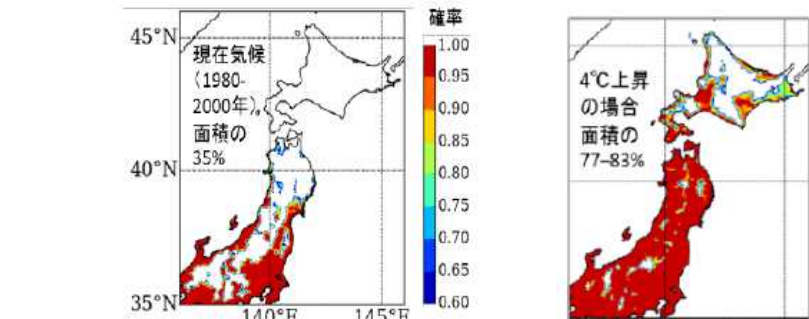 確率
45°N
現在気候
（1980-
2000年）
面積の
35%
40°N
35°N
140°E
145°E
1.00
0.95
0.90
0.85
0.80
0.75
0.70
0.65
0.60
4℃上昇
の場合
面積の
77–83%